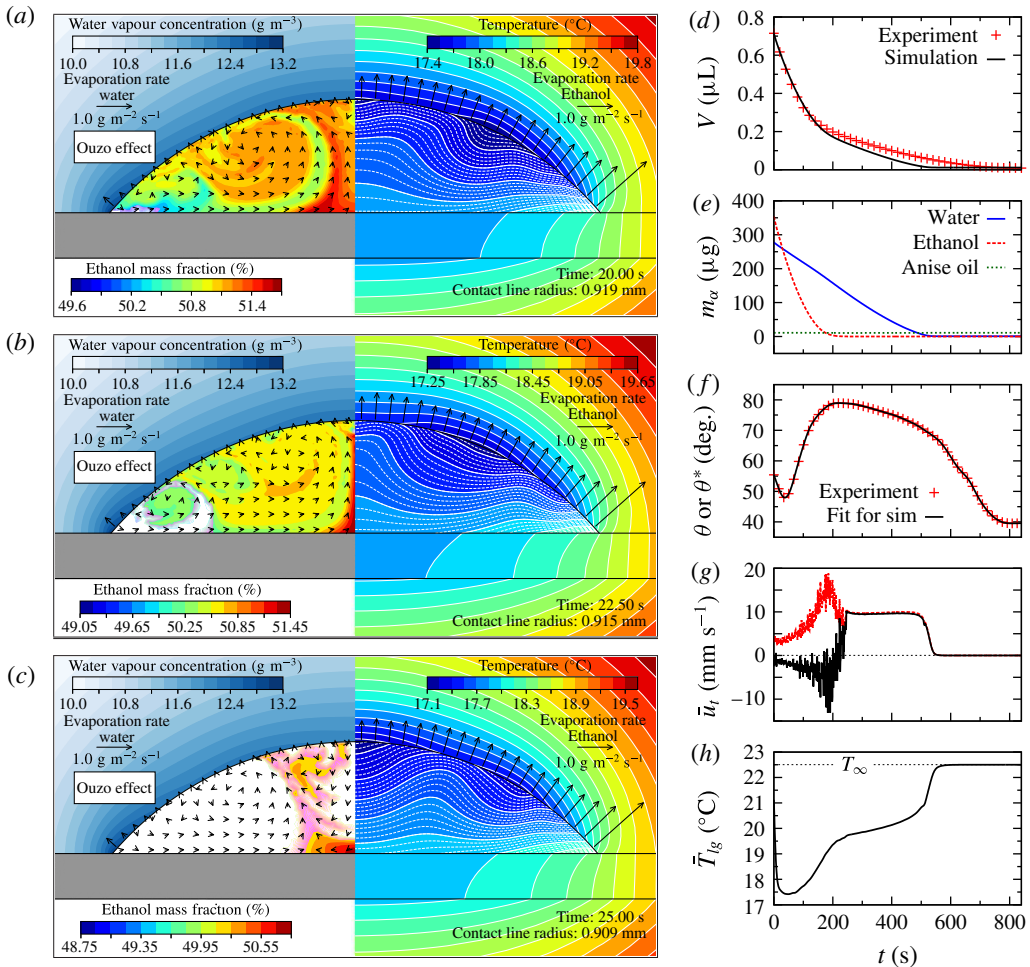 (a)
Water vapour concentration (g m⁻³)
10.0 10.8 11.6 12.4 13.2
Evaporation rate
water
1.0 g m⁻² s⁻¹
Ouzo effect
Ethanol mass fraction (%)
49.6 50.2 50.8 51.4
Temperature (°C)
17.4 18.0 18.6 19.2 19.8
Evaporation rate
Ethanol
1.0 g m⁻² s⁻¹
Time: 20.00 s
Contact line radius: 0.919 mm
(b)
Water vapour concentration (g m⁻³)
10.0 10.8 11.6 12.4 13.2
Evaporation rate
water
1.0 g m⁻² s⁻¹
Ouzo effect
Ethanol mass fraction (%)
49.05 49.65 50.25 50.85 51.45
Temperature (°C)
17.25 17.85 18.45 19.05 19.65
Evaporation rate
Ethanol
1.0 g m⁻² s⁻¹
Time: 22.50 s
Contact line radius: 0.915 mm
(c)
Water vapour concentration (g m⁻³)
10.0 10.8 11.6 12.4 13.2
Evaporation rate
water
1.0 g m⁻² s⁻¹
Ouzo effect
Ethanol mass fraction (%)
48.75 49.35 49.95 50.55
Temperature (°C)
17.1 17.7 18.3 18.9 19.5
Evaporation rate
Ethanol
1.0 g m⁻² s⁻¹
Time: 25.00 s
Contact line radius: 0.909 mm
(d)
V (μL)
0.8
0.6
0.4
0.2
0
Experiment
Simulation
(e)
m_α (μg)
400
300
200
100
0
Water
Ethanol
Anise oil
(f)
θ or θ* (deg.)
80
70
60
50
40
Experiment
Fit for sim
(g)
ū_t (mm s⁻¹)
20
10
0
−10
(h)
T̄_lg (°C)
23
22
21
20
19
18
17
T_∞
0 200 400 600 800
t (s)